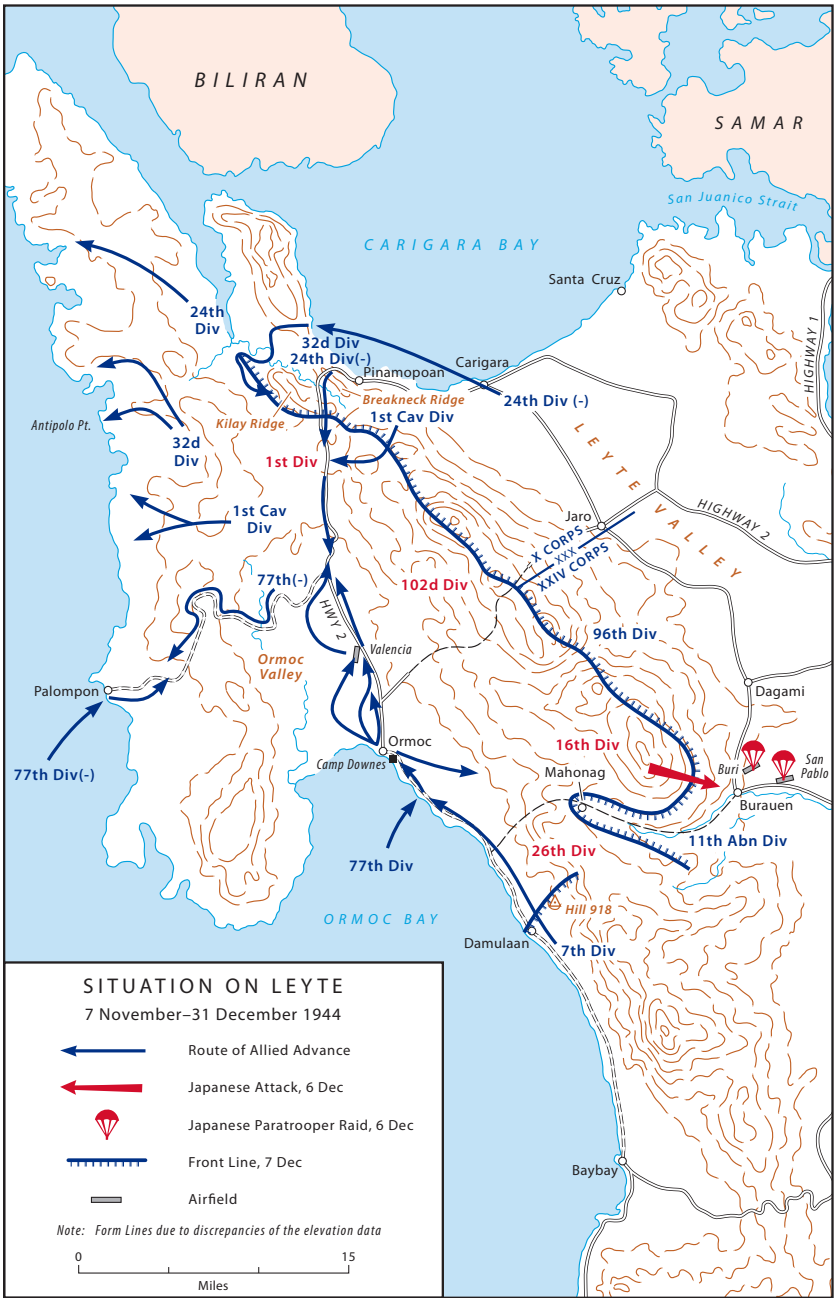 BILIRAN
SAMAR
San Juanico Strait
CARIGARA BAY
Santa Cruz
HIGHWAY 1
24th
Div
32d Div
24th Div(-)
Pinamopoan
Carigara
24th Div (-)
Breakneck Ridge
1st Cav Div
Kilay Ridge
Antipolo Pt.
32d
Div
1st Div
LEYTE VALLEY
1st Cav
Div
Jaro
HIGHWAY 2
X CORPS
XXX
XXIV CORPS
77th(-)
102d Div
HWY 2
96th Div
Valencia
Ormoc
Valley
Palompon
Dagami
77th Div(-)
Ormoc
Camp Downes
16th Div
Buri
San
Pablo
Mahonag
Burauen
77th Div
26th Div
11th Abn Div
ORMOC BAY
Hill 918
Damulaan
7th Div
Baybay
SITUATION ON LEYTE
7 November–31 December 1944
Route of Allied Advance
Japanese Attack, 6 Dec
Japanese Paratrooper Raid, 6 Dec
Front Line, 7 Dec
Airfield
Note: Form Lines due to discrepancies of the elevation data
0 15
Miles